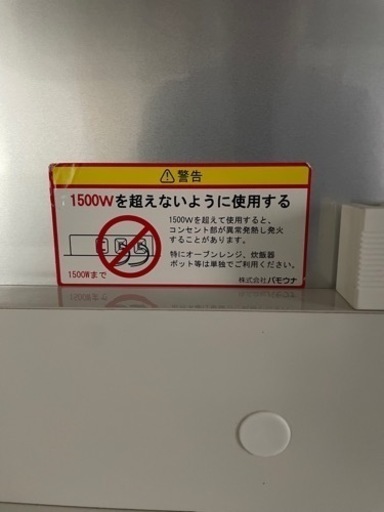 警告
1500Wを超えないように使用する
1500Wを超えて使用すると、
コンセント部が異常発熱し発火
することがあります。
特にオーブンレンジ、炊飯器
ポット等は単独でご利用ください。
1500Wまで
株式会社パモウナ